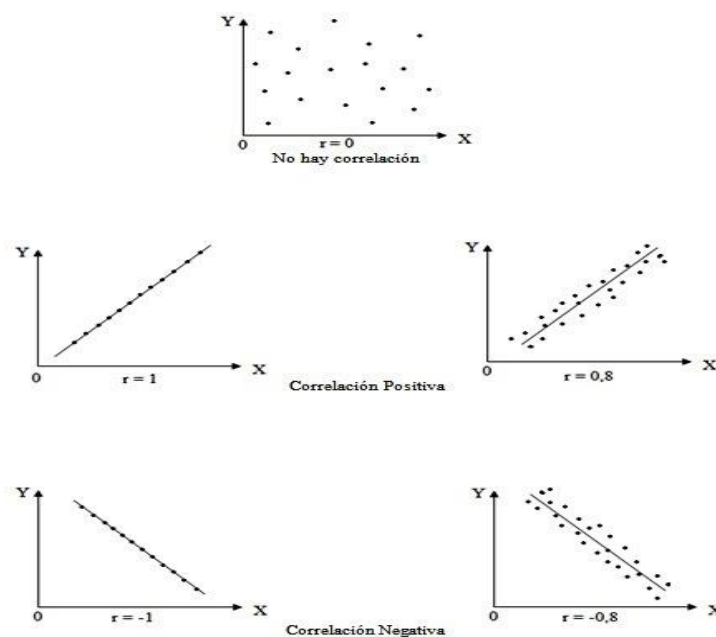 Y
0
r = 0
X
No hay correlación
Y
0
r = 1
X
Y
0
r = 0,8
X
Correlación Positiva
Y
0
r = -1
X
Y
0
r = -0,8
X
Correlación Negativa